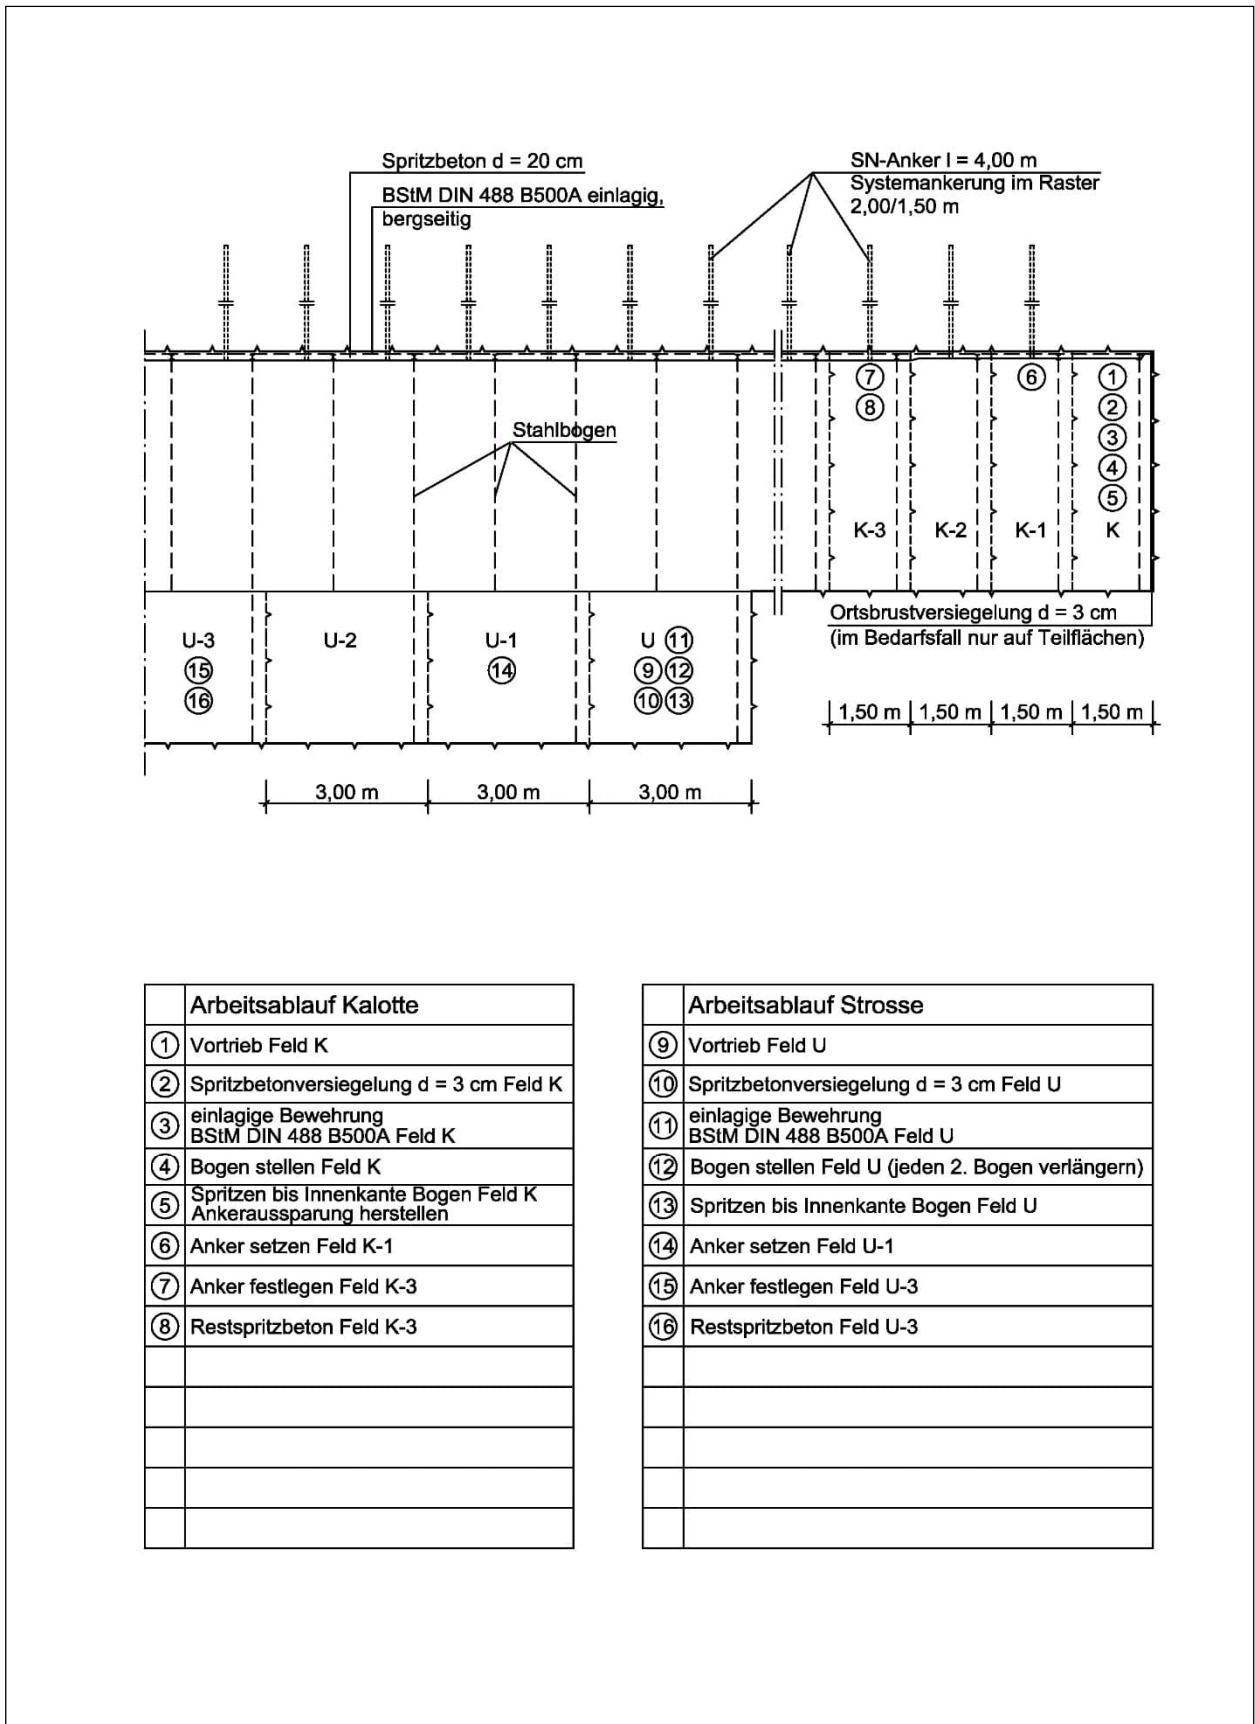 Spritzbeton d = 20 cm
BStM DIN 488 B500A einlagig,
bergseitig
SN-Anker l = 4,00 m
Systemankerung im Raster
2,00/1,50 m
Stahlbogen
7
8
6
1
2
3
4
5
K-3
K-2
K-1
K
Ortsbrustversiegelung d = 3 cm
(im Bedarfsfall nur auf Teilflächen)
U-3
15
16
U-2
U-1
14
U 11
9 12
10 13
1,50 m 1,50 m 1,50 m 1,50 m
3,00 m 3,00 m 3,00 m
Arbeitsablauf Kalotte
1 Vortrieb Feld K
2 Spritzbetonversiegelung d = 3 cm Feld K
3 einlagige Bewehrung
BStM DIN 488 B500A Feld K
4 Bogen stellen Feld K
5 Spritzen bis Innenkante Bogen Feld K
Ankeraussparung herstellen
6 Anker setzen Feld K-1
7 Anker festlegen Feld K-3
8 Restspritzbeton Feld K-3
Arbeitsablauf Strosse
9 Vortrieb Feld U
10 Spritzbetonversiegelung d = 3 cm Feld U
11 einlagige Bewehrung
BStM DIN 488 B500A Feld U
12 Bogen stellen Feld U (jeden 2. Bogen verlängern)
13 Spritzen bis Innenkante Bogen Feld U
14 Anker setzen Feld U-1
15 Anker festlegen Feld U-3
16 Restspritzbeton Feld U-3